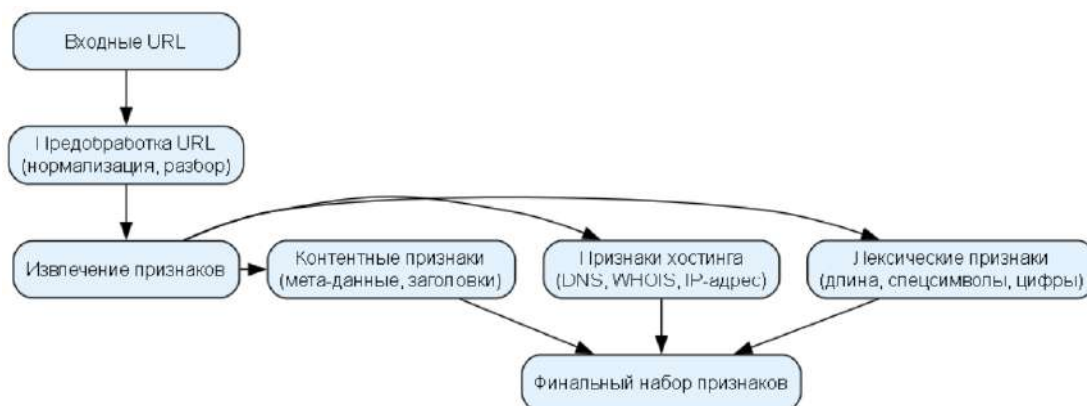 Входные URL
Предобработка URL
(нормализация, разбор)
Извлечение признаков
Контентные признаки
(мета-данные, заголовки)
Признаки хостинга
(DNS, WHOIS, IP-адрес)
Лексические признаки
(длина, спецсимволы, цифры)
Финальный набор признаков